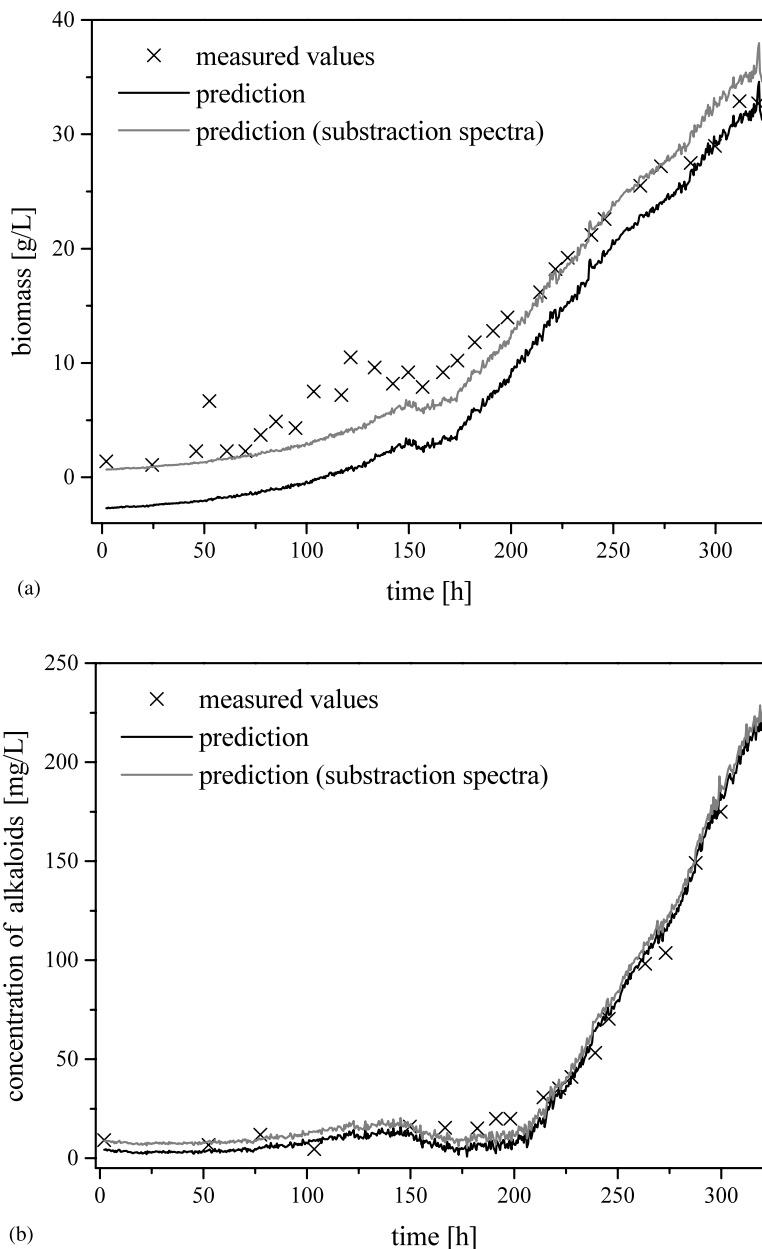 40
measured values
prediction
30
prediction (substraction spectra)
20
biomass [g/L]
10
0
0 50 100 150 200 250 300
(a)
time [h]
250
measured values
prediction
200
prediction (substraction spectra)
150
concentration of alkaloids [mg/L]
100
50
0
0 50 100 150 200 250 300
(b)
time [h]